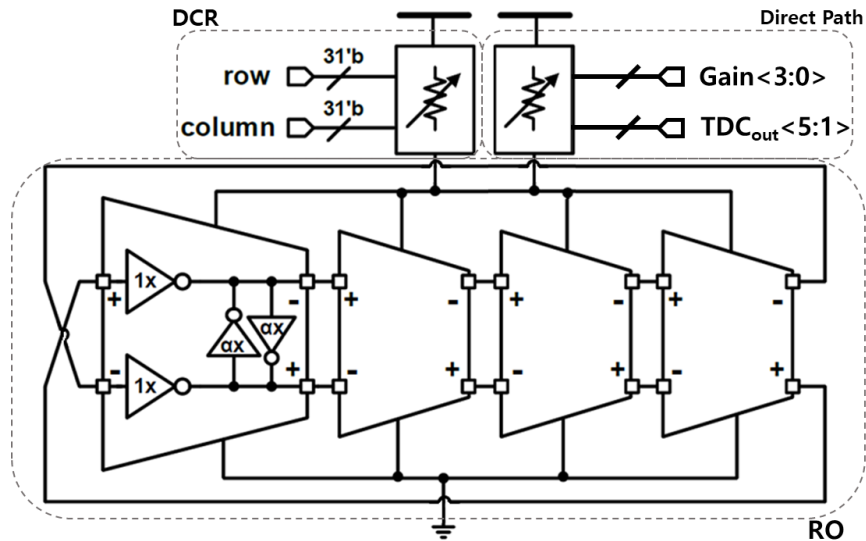 DCR
Direct Path
row
31'b
Gain<3:0>
column
31'b
TDCout<5:1>
1x
+
-
αx
αx
-
1x
+
+
-
-
+
+
-
-
+
+
-
-
+
RO